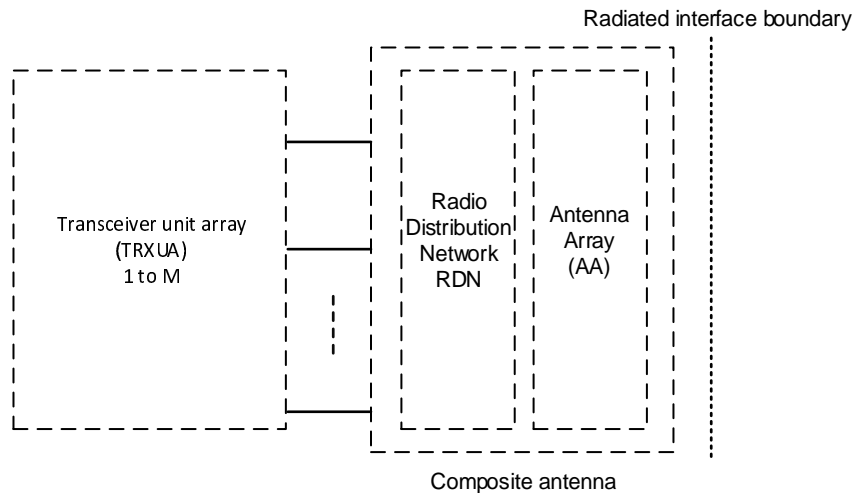 Radiated interface boundary
Transceiver unit array
(TRXUA)
1 to M
Radio
Distribution
Network
RDN
Antenna
Array
(AA)
Composite antenna